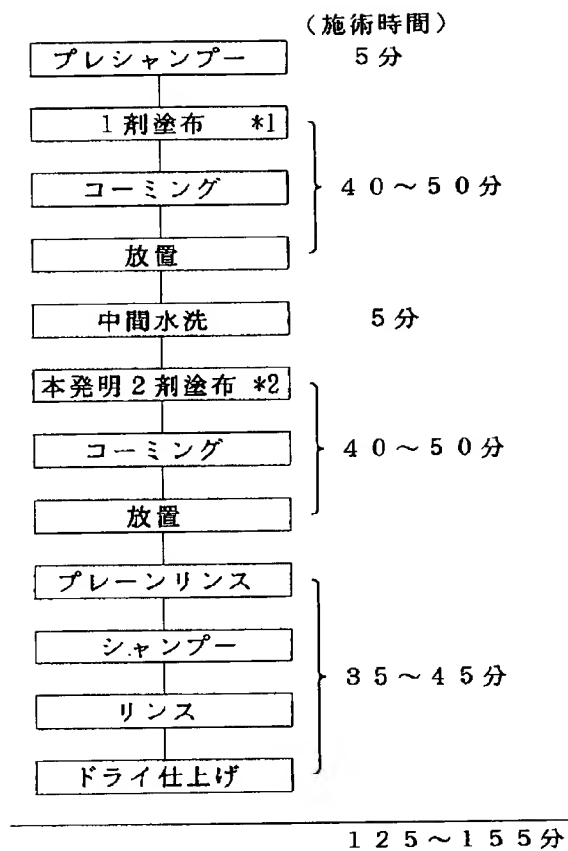 （施術時間）
プレシャンプー　5分
1剤塗布　*1
コーミング　40～50分
放置
中間水洗　5分
本発明2剤塗布　*2
コーミング　40～50分
放置
プレーンリンス
シャンプー
35～45分
リンス
ドライ仕上げ
125～155分